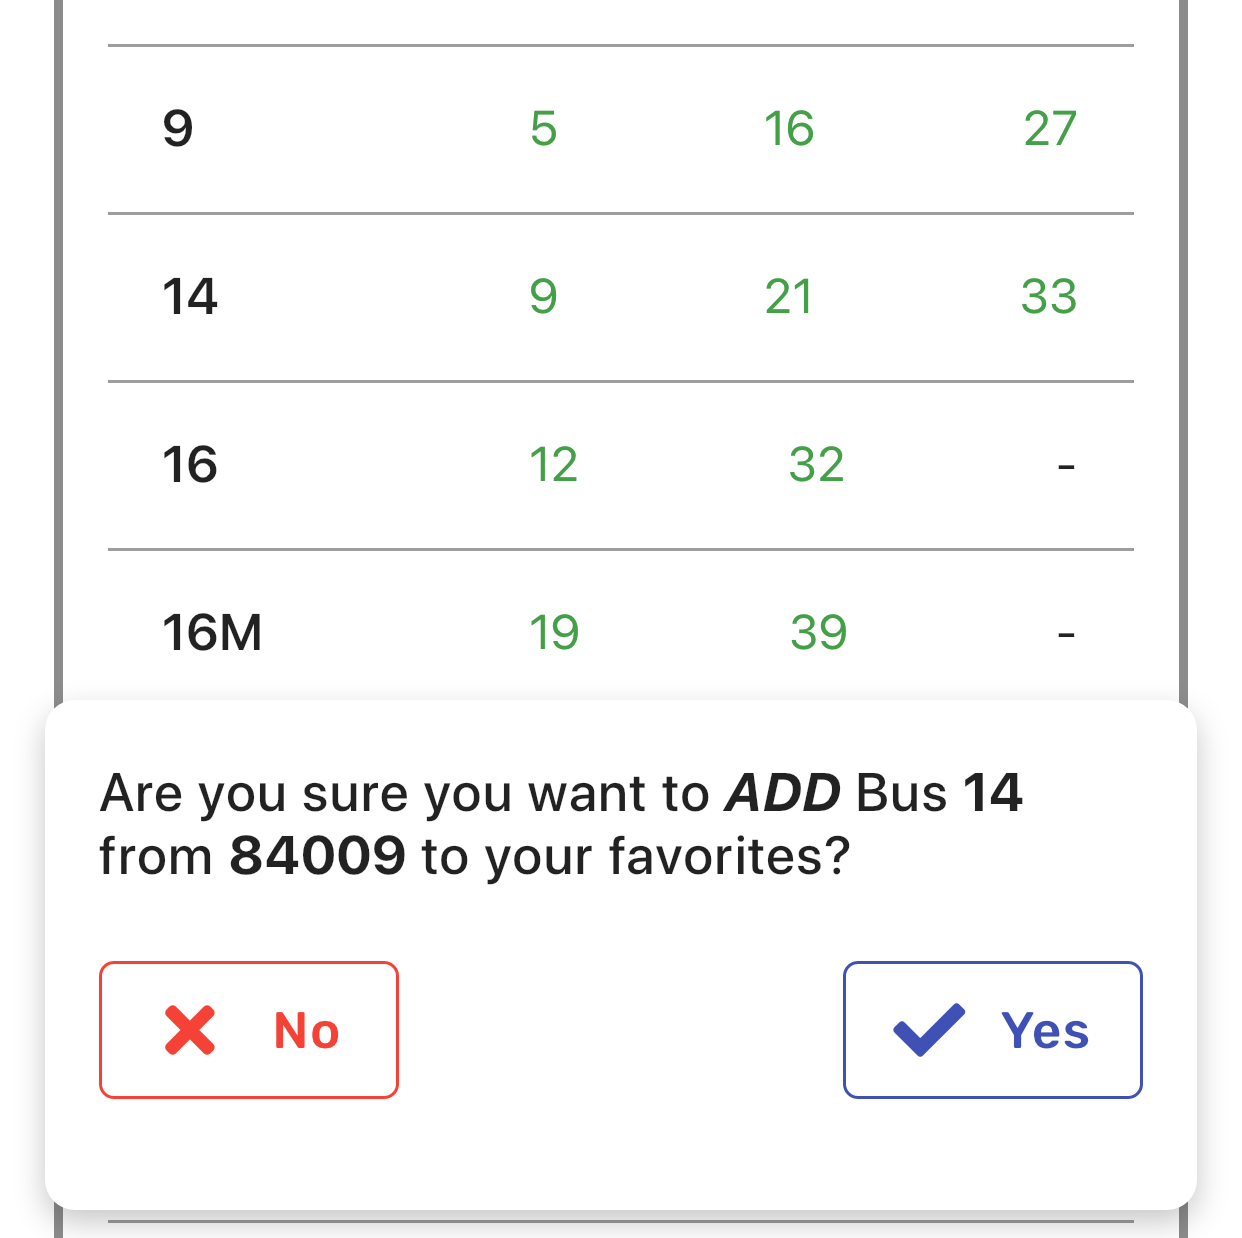 9 5 16 27
14 9 21 33
16 12 32 -
16M 19 39 -
Are you sure you want to ADD Bus 14
from 84009 to your favorites?
No Yes